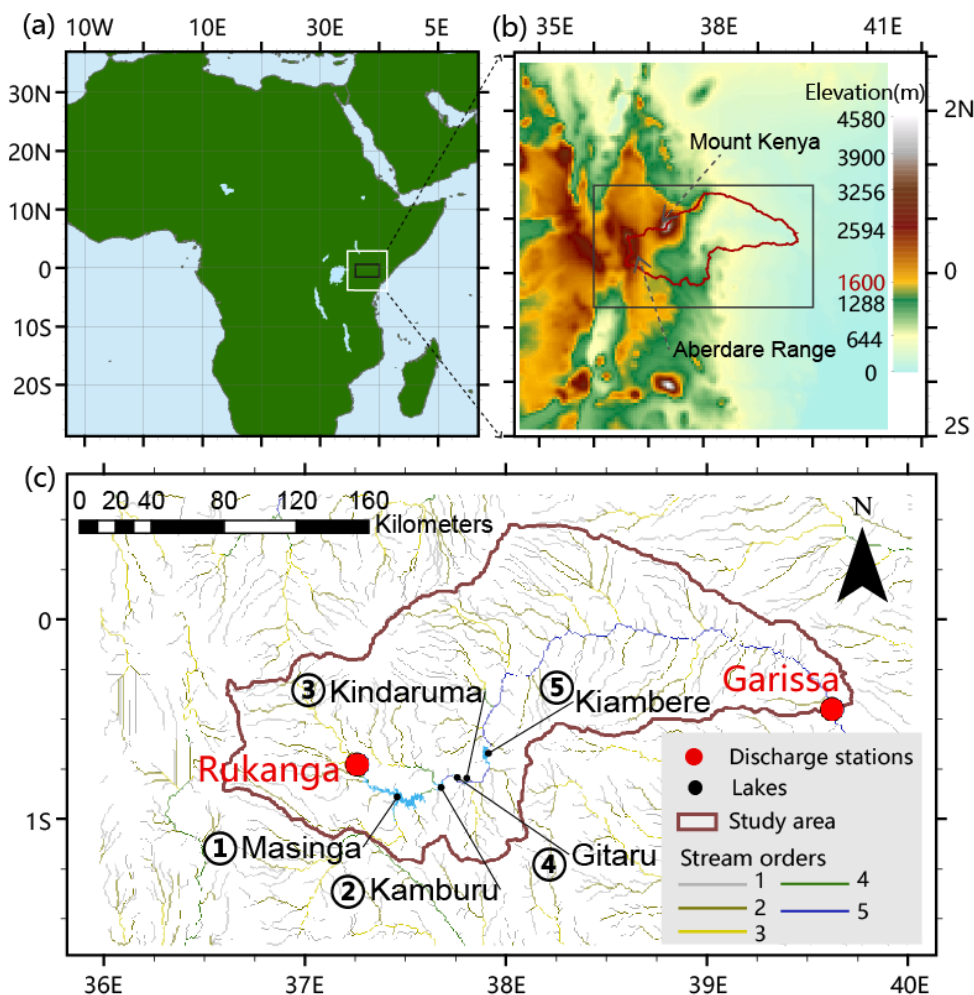 (a)
10W 10E 30E 5E
30N
20N
10N
0
10S
20S
(b)
35E 38E 41E
Elevation(m)
4580
3900
3256
2594
1600
1288
644
0
2N
0
2S
Mount Kenya
Aberdare Range
(c)
0 20 40 80 120 160
Kilometers
N
0
1S
3 Kindaruma
5 Kiambere
Garissa
Rukanga
1 Masinga
2 Kamburu
4 Gitaru
Discharge stations
Lakes
Study area
Stream orders
1 4
2 5
3
36E 37E 38E 39E 40E